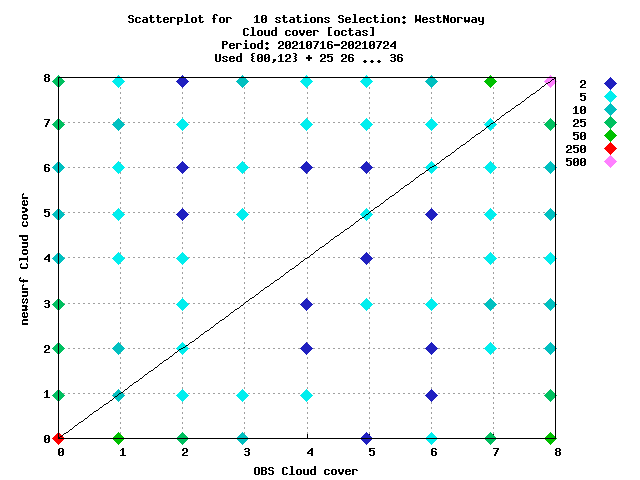 Scatterplot for 10 stations Selection: WestNorway
Cloud cover [octas]
Period: 20210716-20210724
Used {00,12} + 25 26 ... 36
8
7
6
5
4
3
2
1
0
newsurf Cloud cover
0 1 2 3 4 5 6 7 8
OBS Cloud cover
2
5
10
25
50
250
500